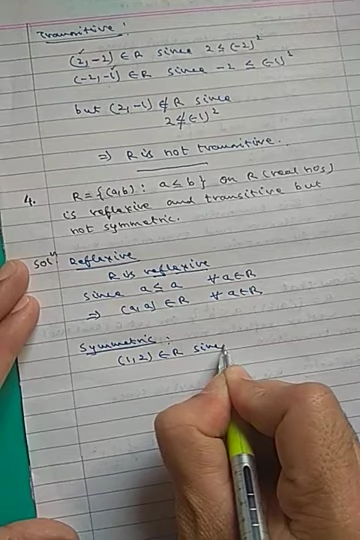 Transitive :
(2, -2) ∈ R since 2 ≤ (-2)²
(-2, -1) ∈ R since -2 ≤ (-1)²
but (2, -1) ∉ R since
2 ≰ (-1)²
⇒ R is not transitive.
4. R = {(a,b) : a ≤ b} on R (real nos)
is reflexive and transitive but
not symmetric.
Solⁿ Reflexive
R is reflexive
since a ≤ a ∀ a ∈ R
⇒ (a, a) ∈ R ∀ a ∈ R
Symmetric :
(1, 2) ∈ R since